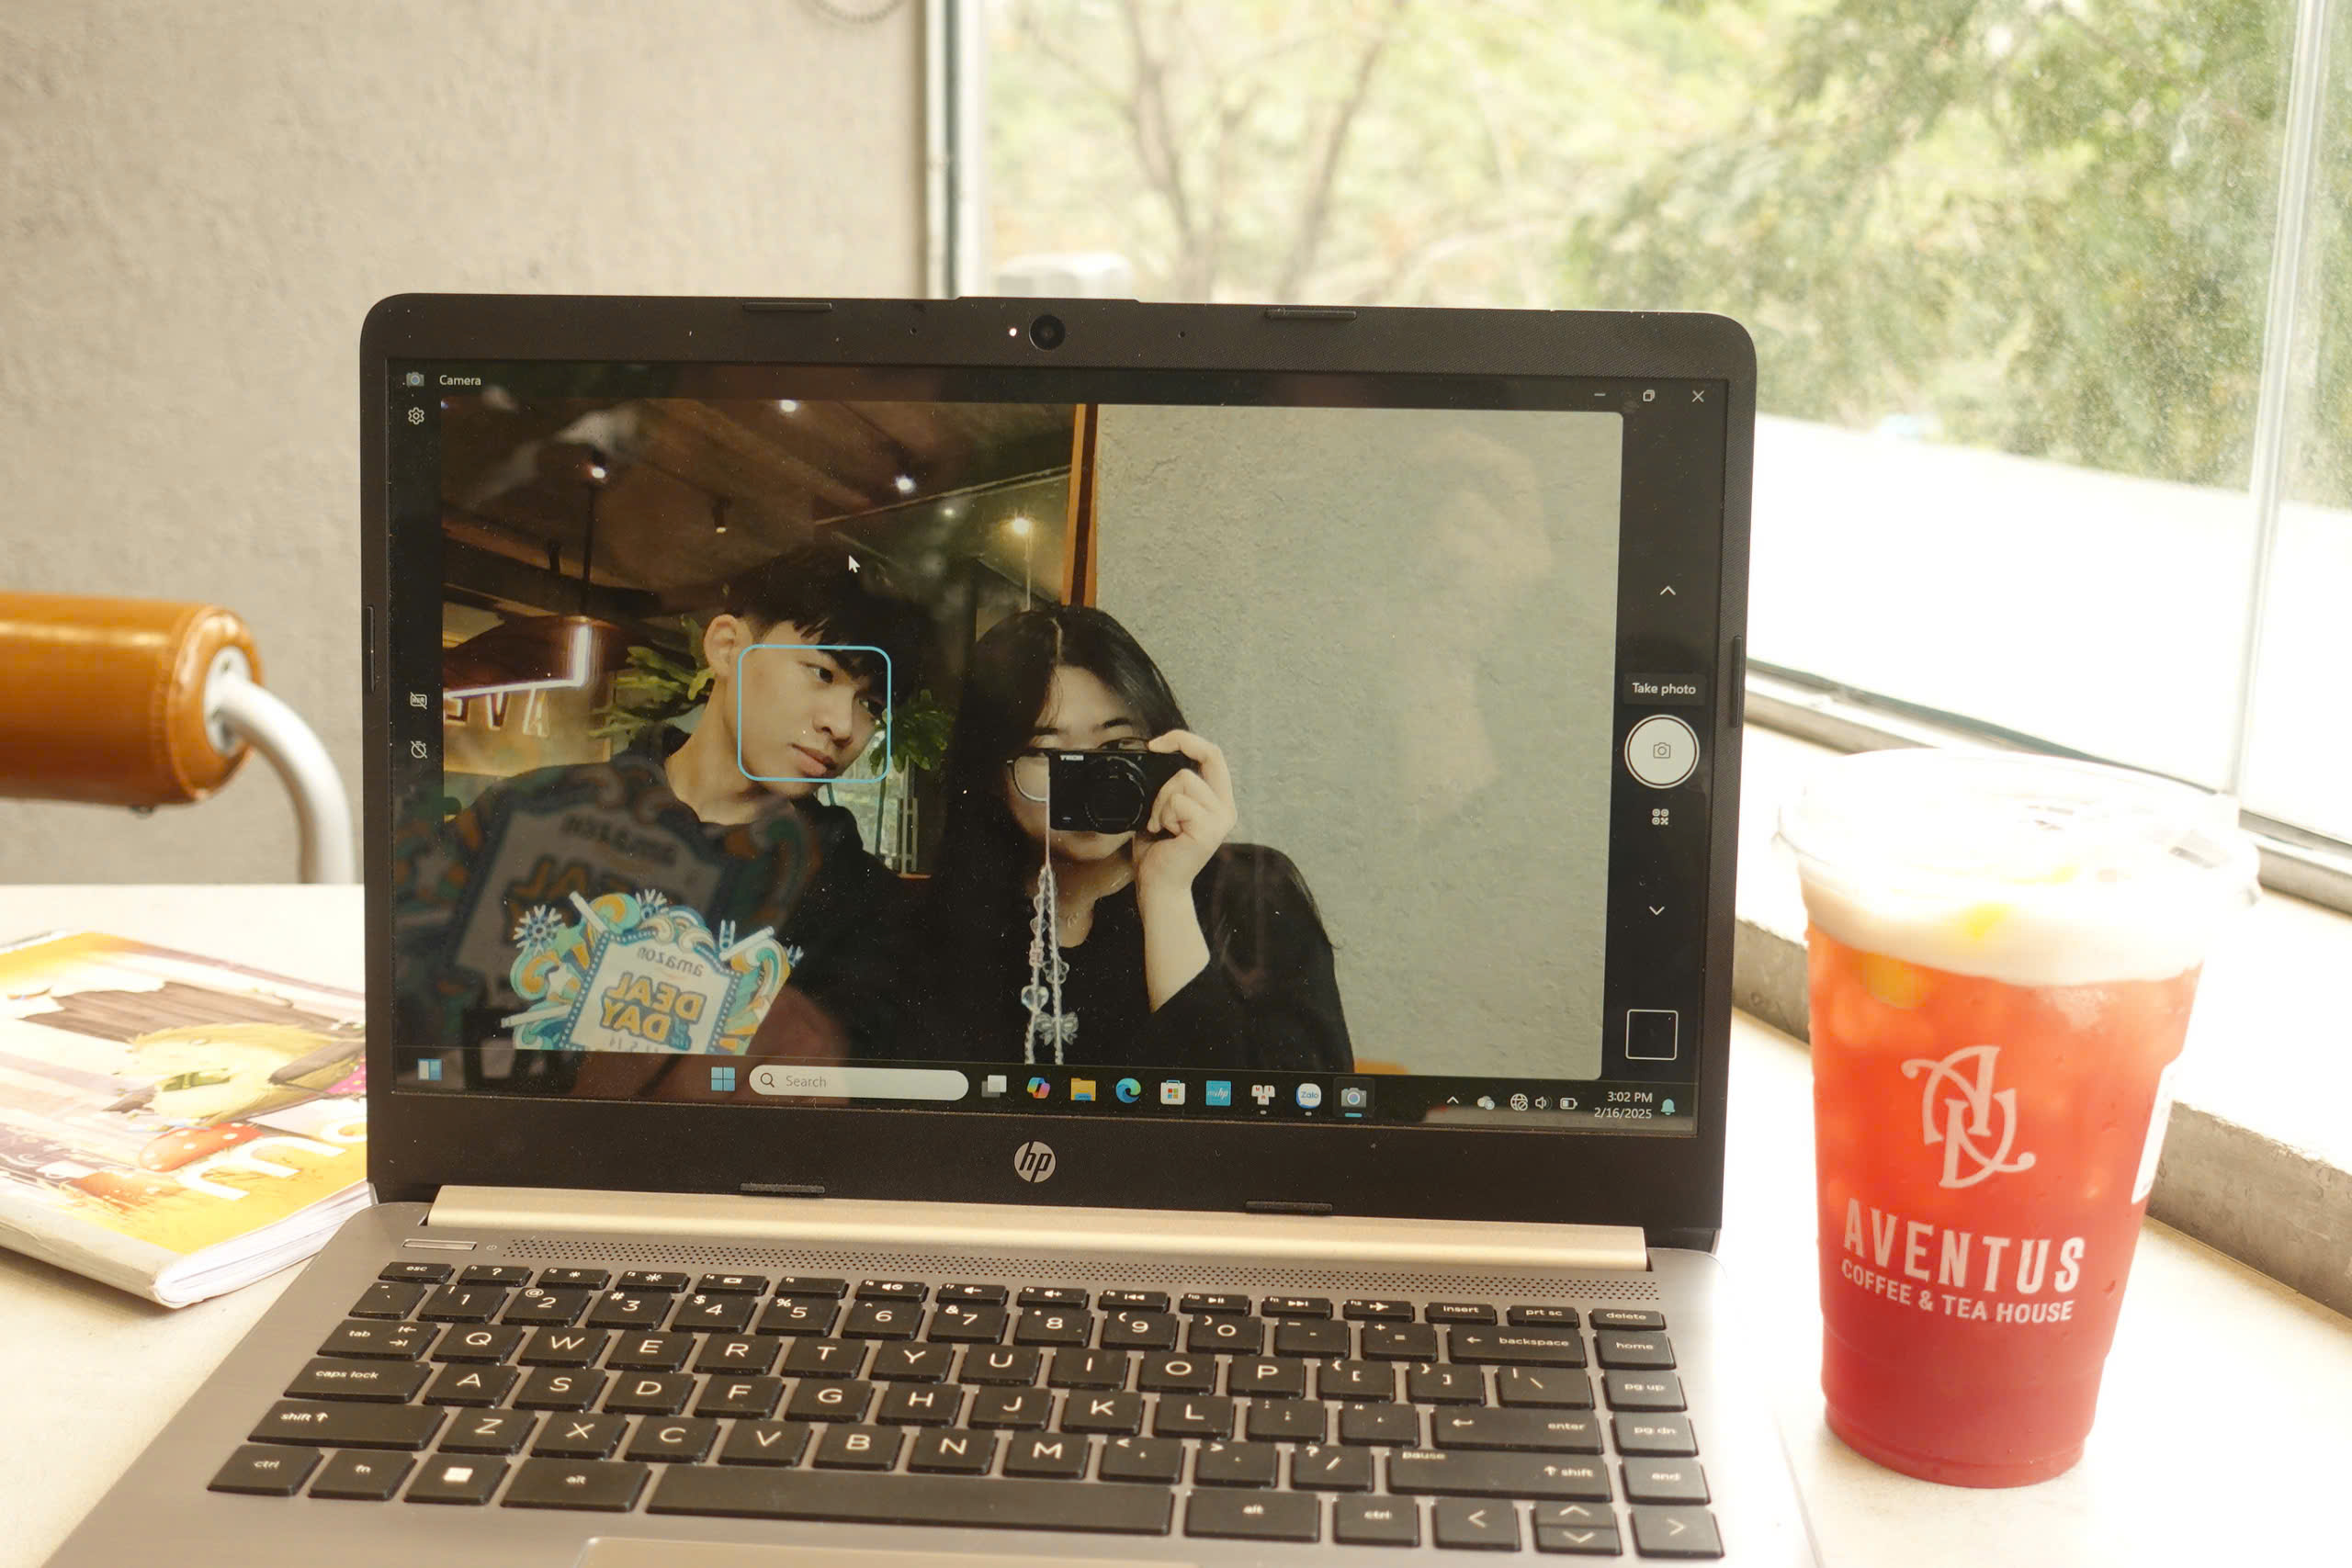 Camera
Take photo
amazon
DEAL
DAY
amazon
DEAL
Search
Zalo
3:02 PM
2/16/2025
hp
AVENTUS
COFFEE & TEA HOUSE
esc
insert
prt sc
delete
! 1 @ 2 # 3 $ 4 % 5 ^ 6 & 7 * 8 ( 9 ) 0 _ - + =
backspace
home
tab
Q W E R T Y U I O P { [ } ] | \
pg up
caps lock
A S D F G H J K L : ; " '
enter
pg dn
shift
Z X C V B N M < , > . ? /
pause
shift
end
ctrl
fn
alt
alt
ctrl